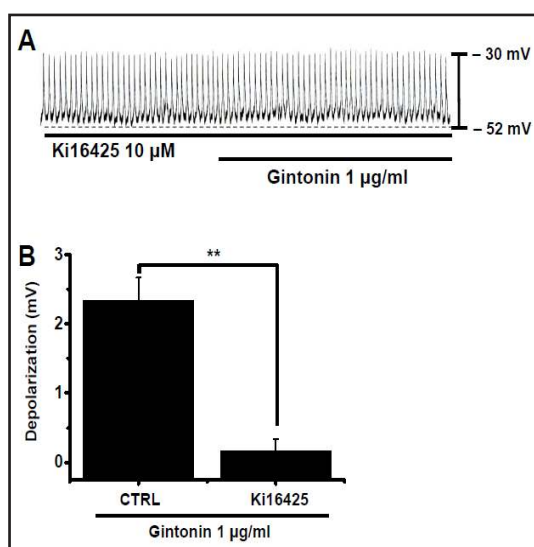 A
– 30 mV
– 52 mV
Ki16425 10 μM
Gintonin 1 μg/ml
B
**
Depolarization (mV)
3
2
1
0
CTRL Ki16425
Gintonin 1 μg/ml